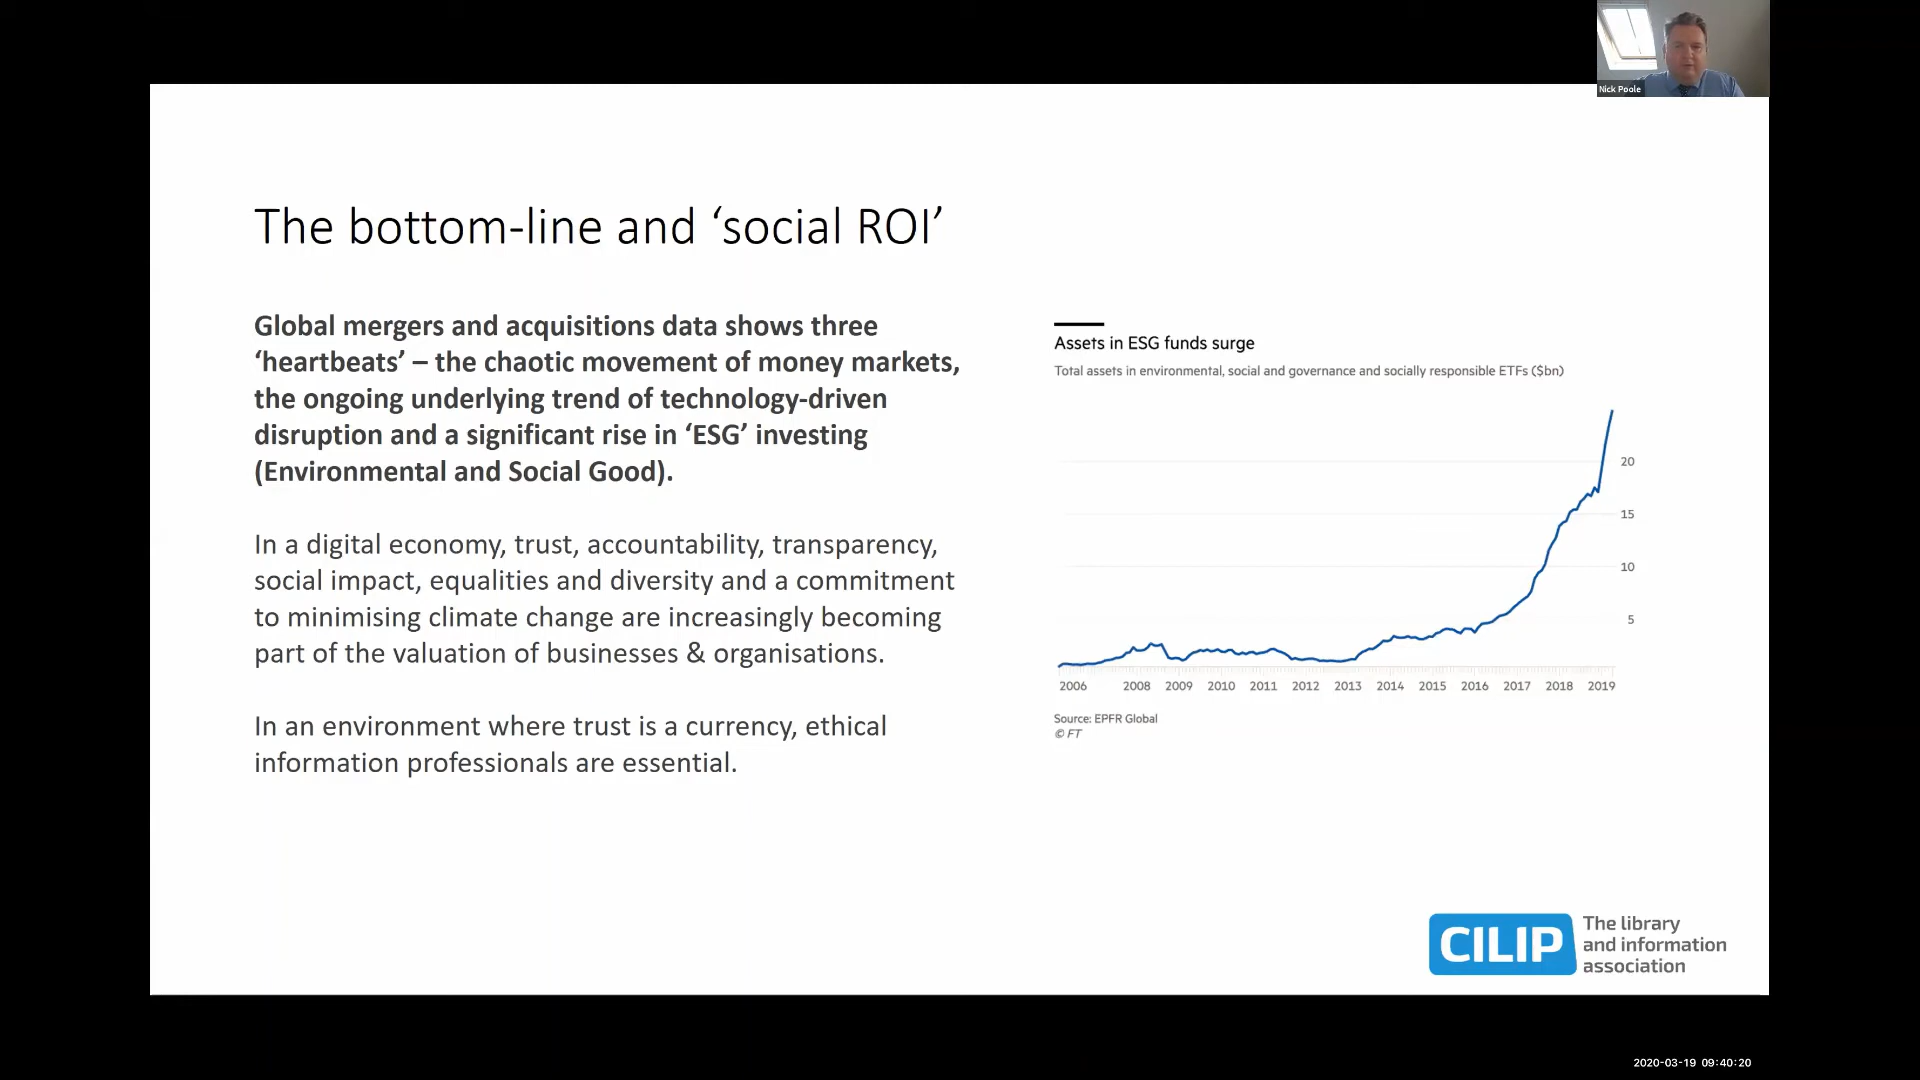 Nick Poole
The bottom-line and ‘social ROI’
Global mergers and acquisitions data shows three
‘heartbeats’ – the chaotic movement of money markets,
the ongoing underlying trend of technology-driven
disruption and a significant rise in ‘ESG’ investing
(Environmental and Social Good).
In a digital economy, trust, accountability, transparency,
social impact, equalities and diversity and a commitment
to minimising climate change are increasingly becoming
part of the valuation of businesses & organisations.
In an environment where trust is a currency, ethical
information professionals are essential.
Assets in ESG funds surge
Total assets in environmental, social and governance and socially responsible ETFs ($bn)
20
15
10
5
2006 2008 2009 2010 2011 2012 2013 2014 2015 2016 2017 2018 2019
Source: EPFR Global
© FT
CILIP
The library
and information
association
2020-03-19 09:40:20